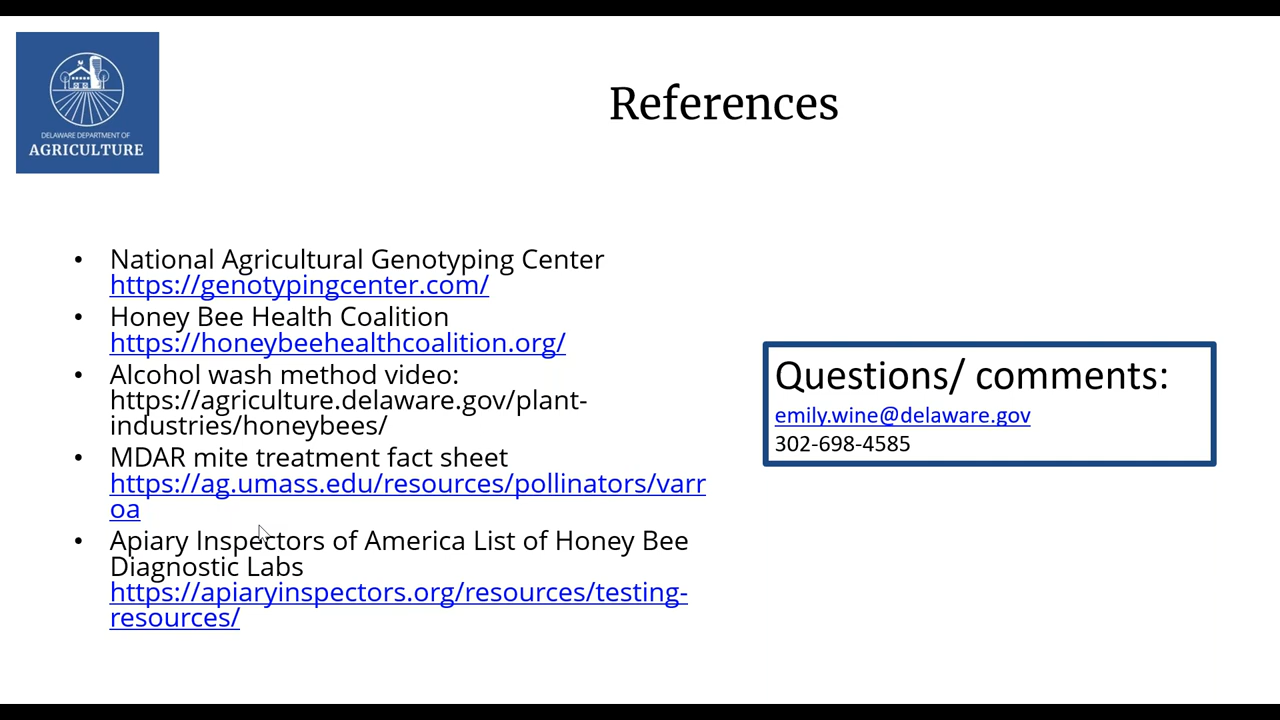 DELAWARE DEPARTMENT OF
AGRICULTURE
References
• National Agricultural Genotyping Center
https://genotypingcenter.com/
• Honey Bee Health Coalition
https://honeybeehealthcoalition.org/
• Alcohol wash method video:
https://agriculture.delaware.gov/plant-
industries/honeybees/
• MDAR mite treatment fact sheet
https://ag.umass.edu/resources/pollinators/varr
oa
• Apiary Inspectors of America List of Honey Bee
Diagnostic Labs
https://apiaryinspectors.org/resources/testing-
resources/
Questions/ comments:
emily.wine@delaware.gov
302-698-4585